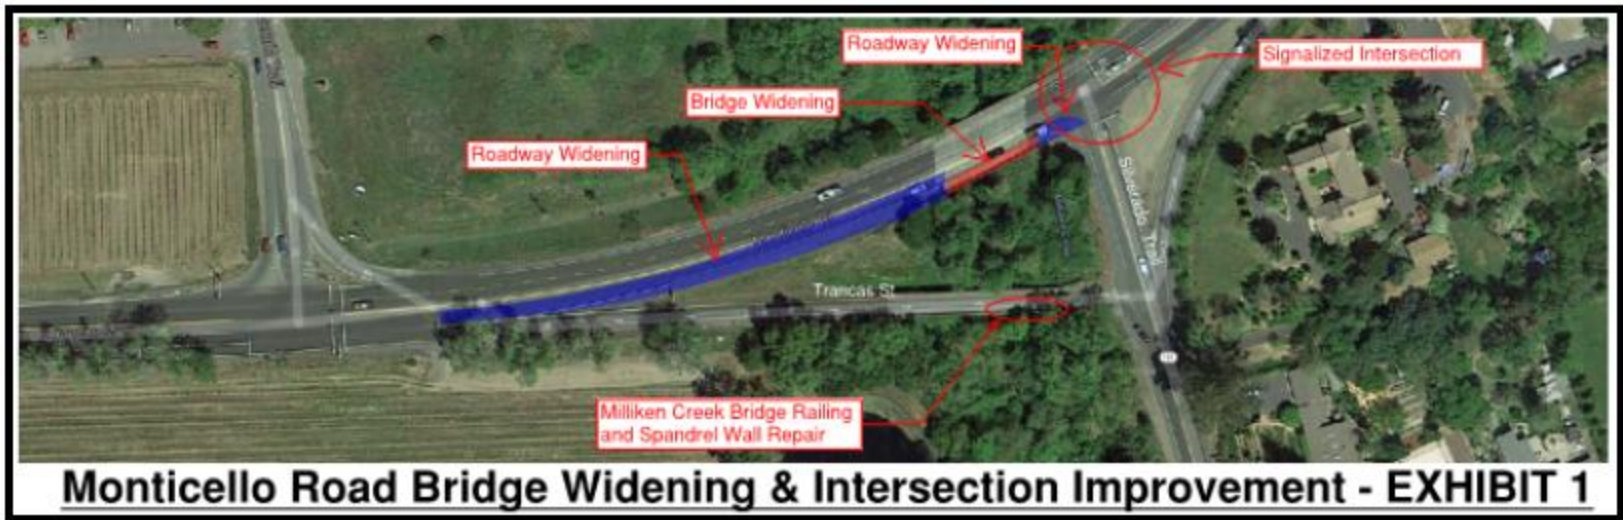 Roadway Widening
Signalized Intersection
Bridge Widening
Roadway Widening
Silverado Trail
Trancas St
Milliken Creek Bridge Railing
and Spandrel Wall Repair
Monticello Road Bridge Widening & Intersection Improvement - EXHIBIT 1